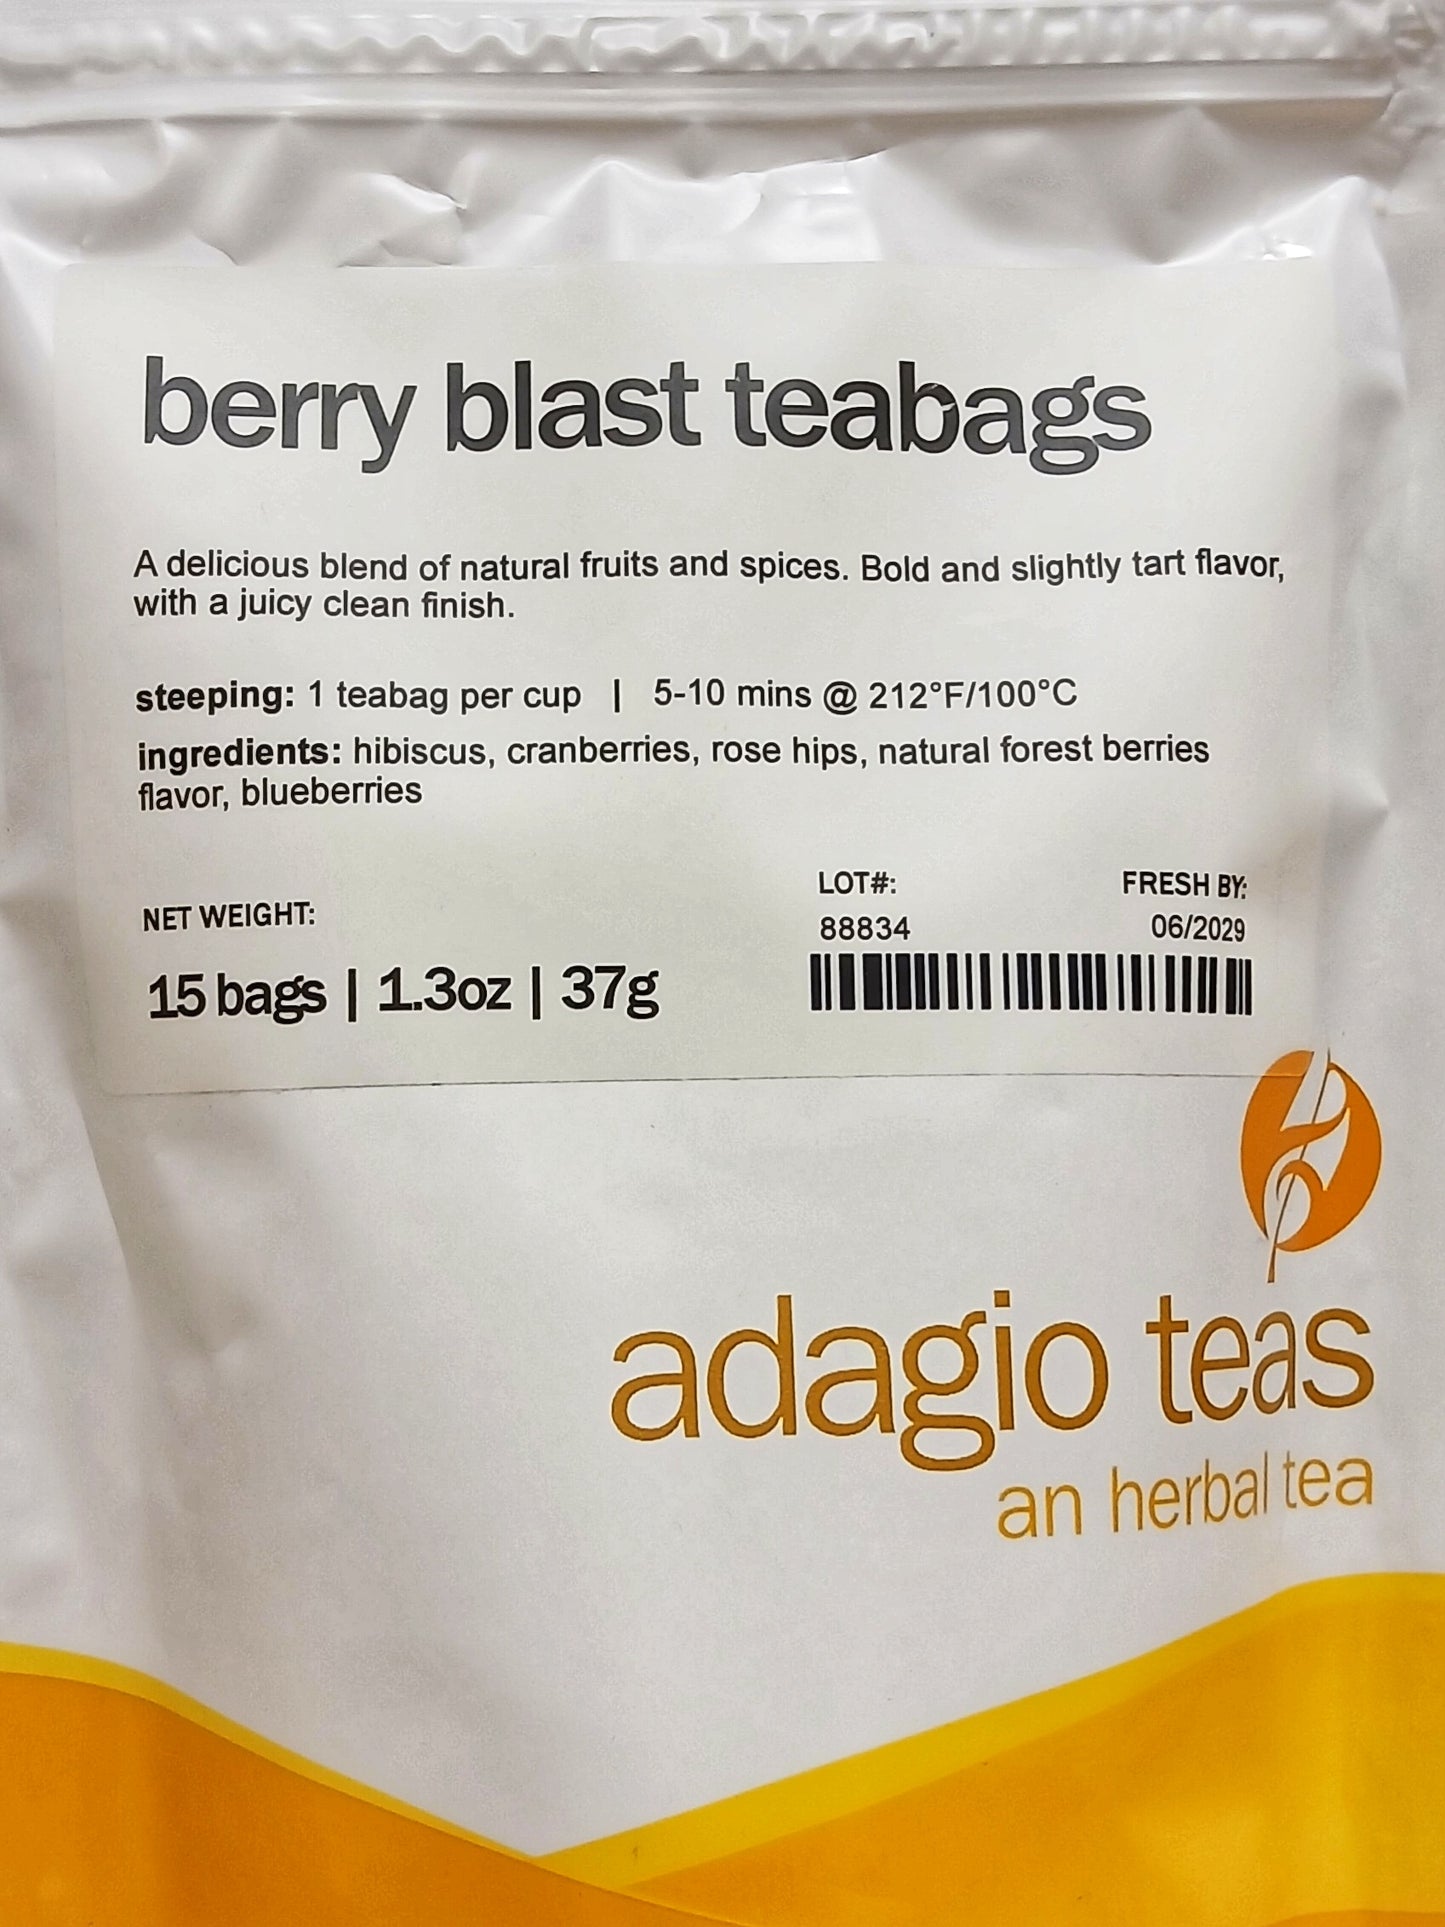 berry blast teabags
A delicious blend of natural fruits and spices. Bold and slightly tart flavor,
with a juicy clean finish.
steeping: 1 teabag per cup | 5-10 mins @ 212°F/100°C
ingredients: hibiscus, cranberries, rose hips, natural forest berries
flavor, blueberries
NET WEIGHT:
15 bags | 1.3oz | 37g
LOT#:
88834
FRESH BY:
06/2029
adagio teas
an herbal tea